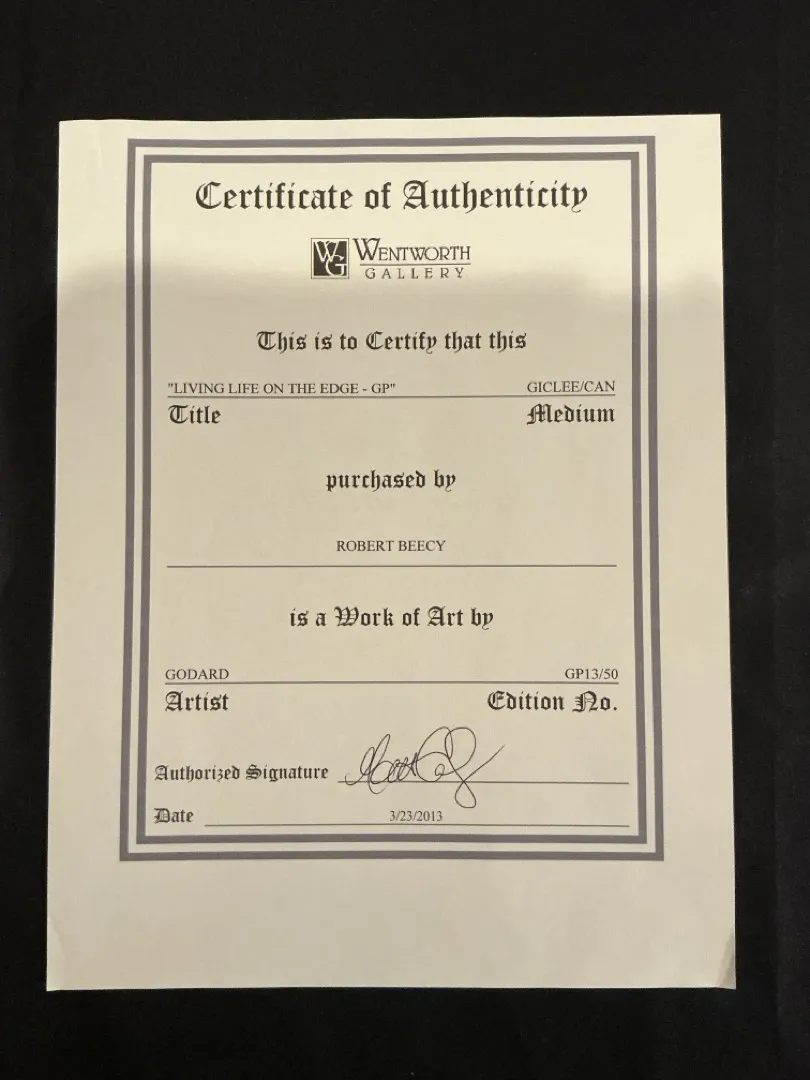 Certificate of Authenticity
WG WENTWORTH
GALLERY
This is to Certify that this
"LIVING LIFE ON THE EDGE - GP" GICLEE/CAN
Title Medium
purchased by
ROBERT BEECY
is a Work of Art by
GODARD GP13/50
Artist Edition No.
Authorized Signature
Date 3/23/2013